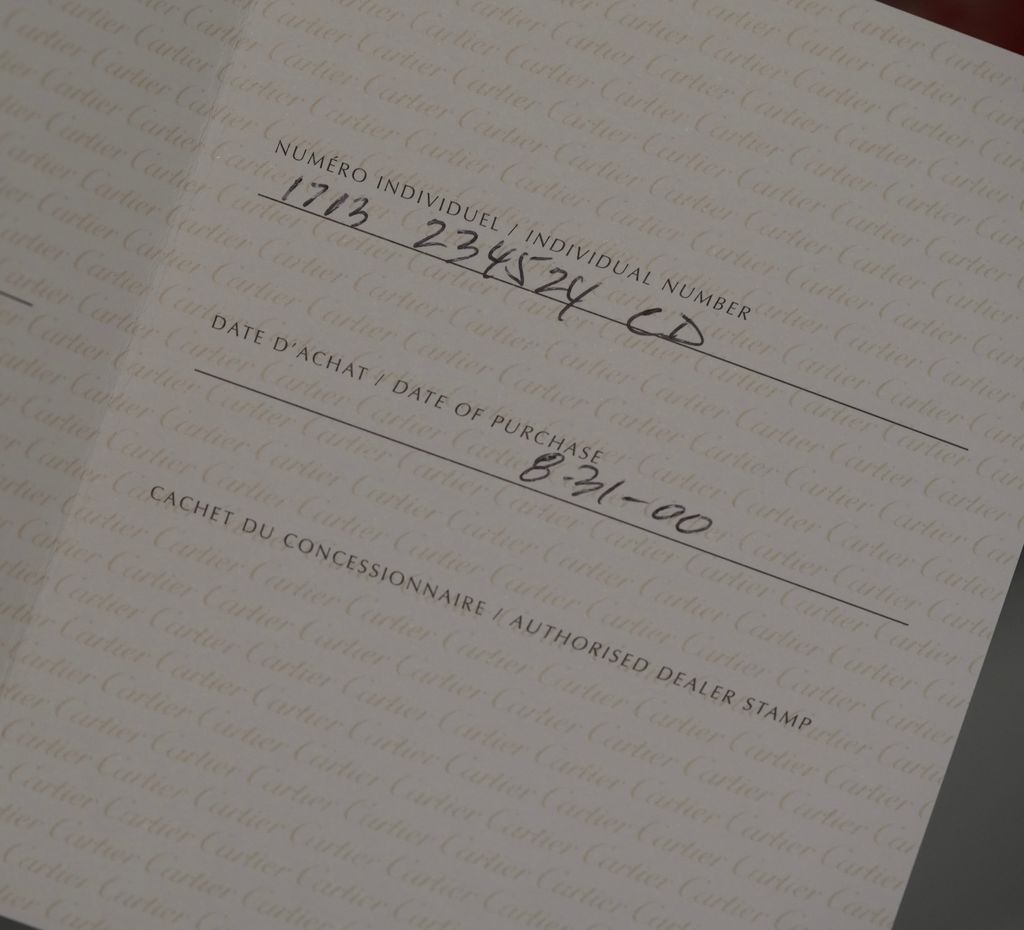 NUMÉRO INDIVIDUEL / INDIVIDUAL NUMBER
1713 234524 CD
DATE D'ACHAT / DATE OF PURCHASE
8-31-00
CACHET DU CONCESSIONNAIRE / AUTHORISED DEALER STAMP
Cartier